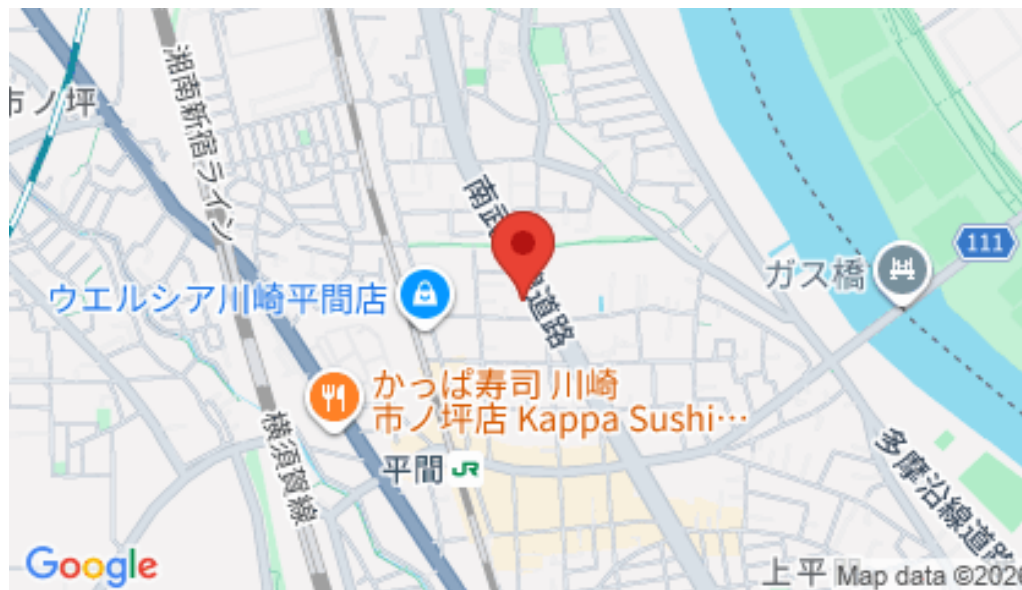 市ノ坪
湘南新宿ライン
南武
道路
111
ガス橋
ウエルシア川崎平間店
かっぱ寿司 川崎
市ノ坪店 Kappa Sushi…
横須賀線
平間 JR
多摩沿線道路
上平
Google
Map data ©2026